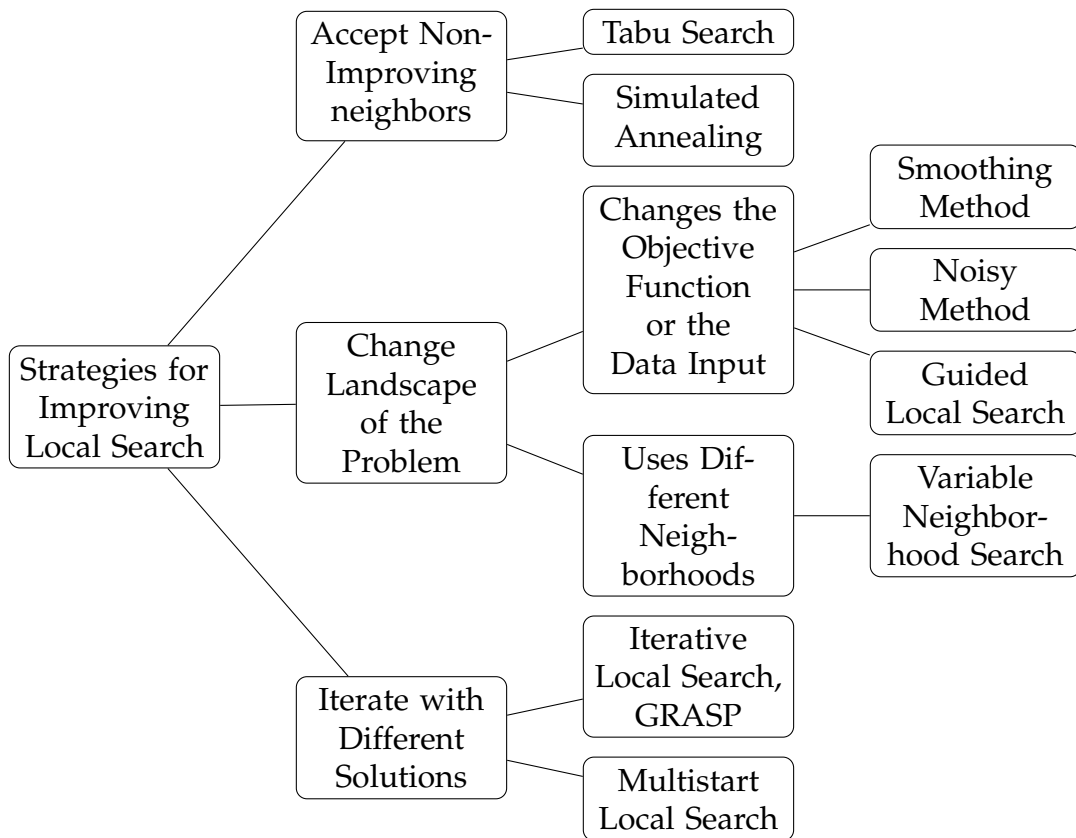 Strategies for
Improving
Local Search
Accept Non-
Improving
neighbors
Tabu Search
Simulated
Annealing
Change
Landscape
of the
Problem
Changes the
Objective
Function
or the
Data Input
Smoothing
Method
Noisy
Method
Guided
Local Search
Uses Dif-
ferent
Neigh-
borhoods
Variable
Neighbor-
hood Search
Iterate with
Different
Solutions
Iterative
Local Search,
GRASP
Multistart
Local Search